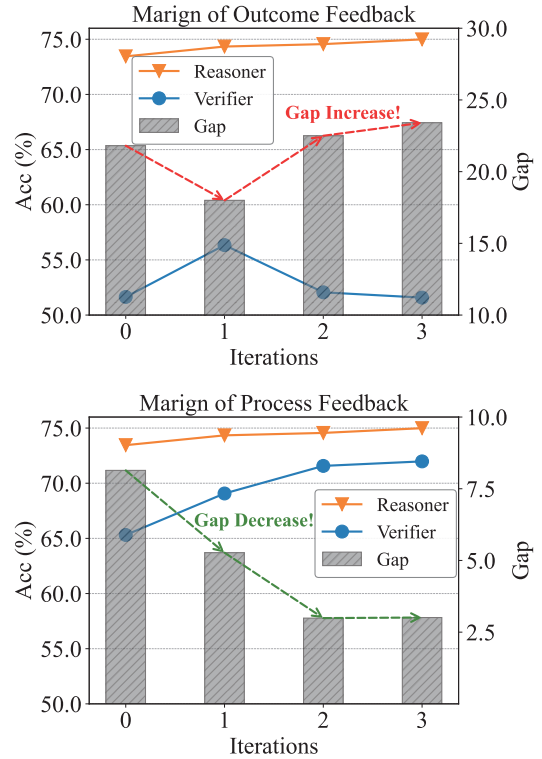 Marign of Outcome Feedback
75.0
70.0
65.0
60.0
55.0
50.0
Acc (%)
Reasoner
Verifier
Gap
Gap Increase!
30.0
25.0
20.0
15.0
10.0
Gap
0 1 2 3
Iterations
Marign of Process Feedback
75.0
70.0
65.0
60.0
55.0
50.0
Acc (%)
Gap Decrease!
Reasoner
Verifier
Gap
10.0
7.5
5.0
2.5
Gap
0 1 2 3
Iterations